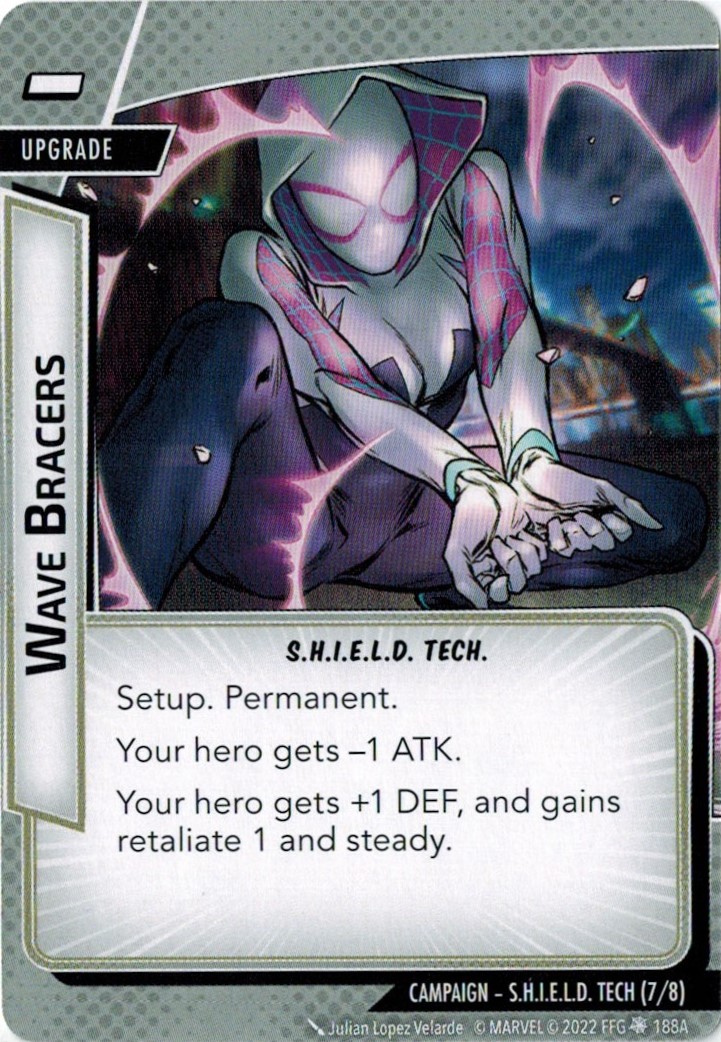 UPGRADE
WAVE BRACERS
S.H.I.E.L.D. TECH.
Setup. Permanent.
Your hero gets –1 ATK.
Your hero gets +1 DEF, and gains
retaliate 1 and steady.
CAMPAIGN – S.H.I.E.L.D. TECH (7/8)
Julian Lopez Velarde © MARVEL © 2022 FFG 188A